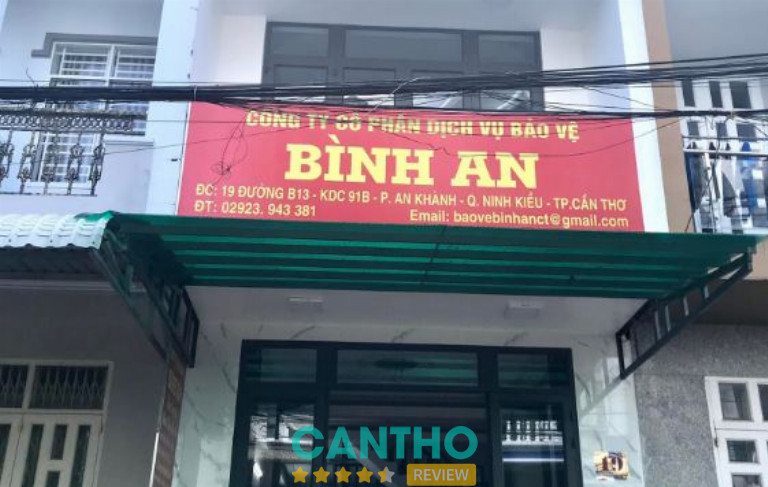 CÔNG TY CỔ PHẦN DỊCH VỤ BẢO VỆ
BÌNH AN
ĐC: 19 ĐƯỜNG B13 - KDC 91B - P. AN KHÁNH - Q. NINH KIỀU - TP.CẦN THƠ
ĐT: 02923. 943 381 Email: baovebinhanct@gmail.com
CANTHO
REVIEW